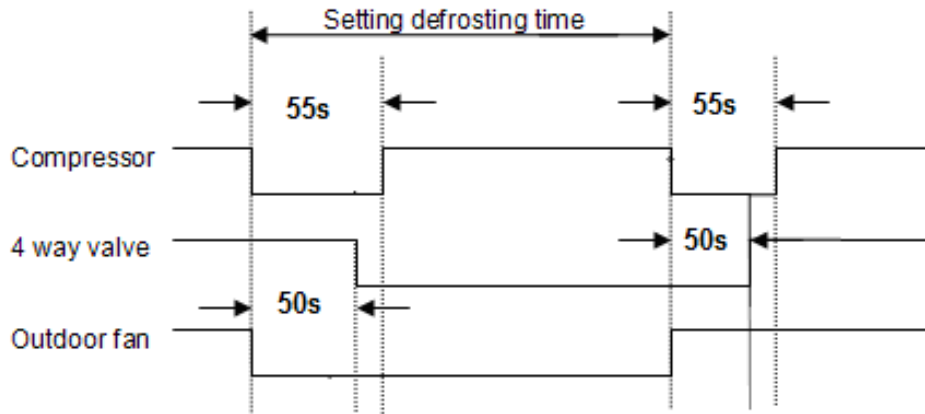 Setting defrosting time
55s 55s
Compressor
4 way valve 50s
50s
Outdoor fan